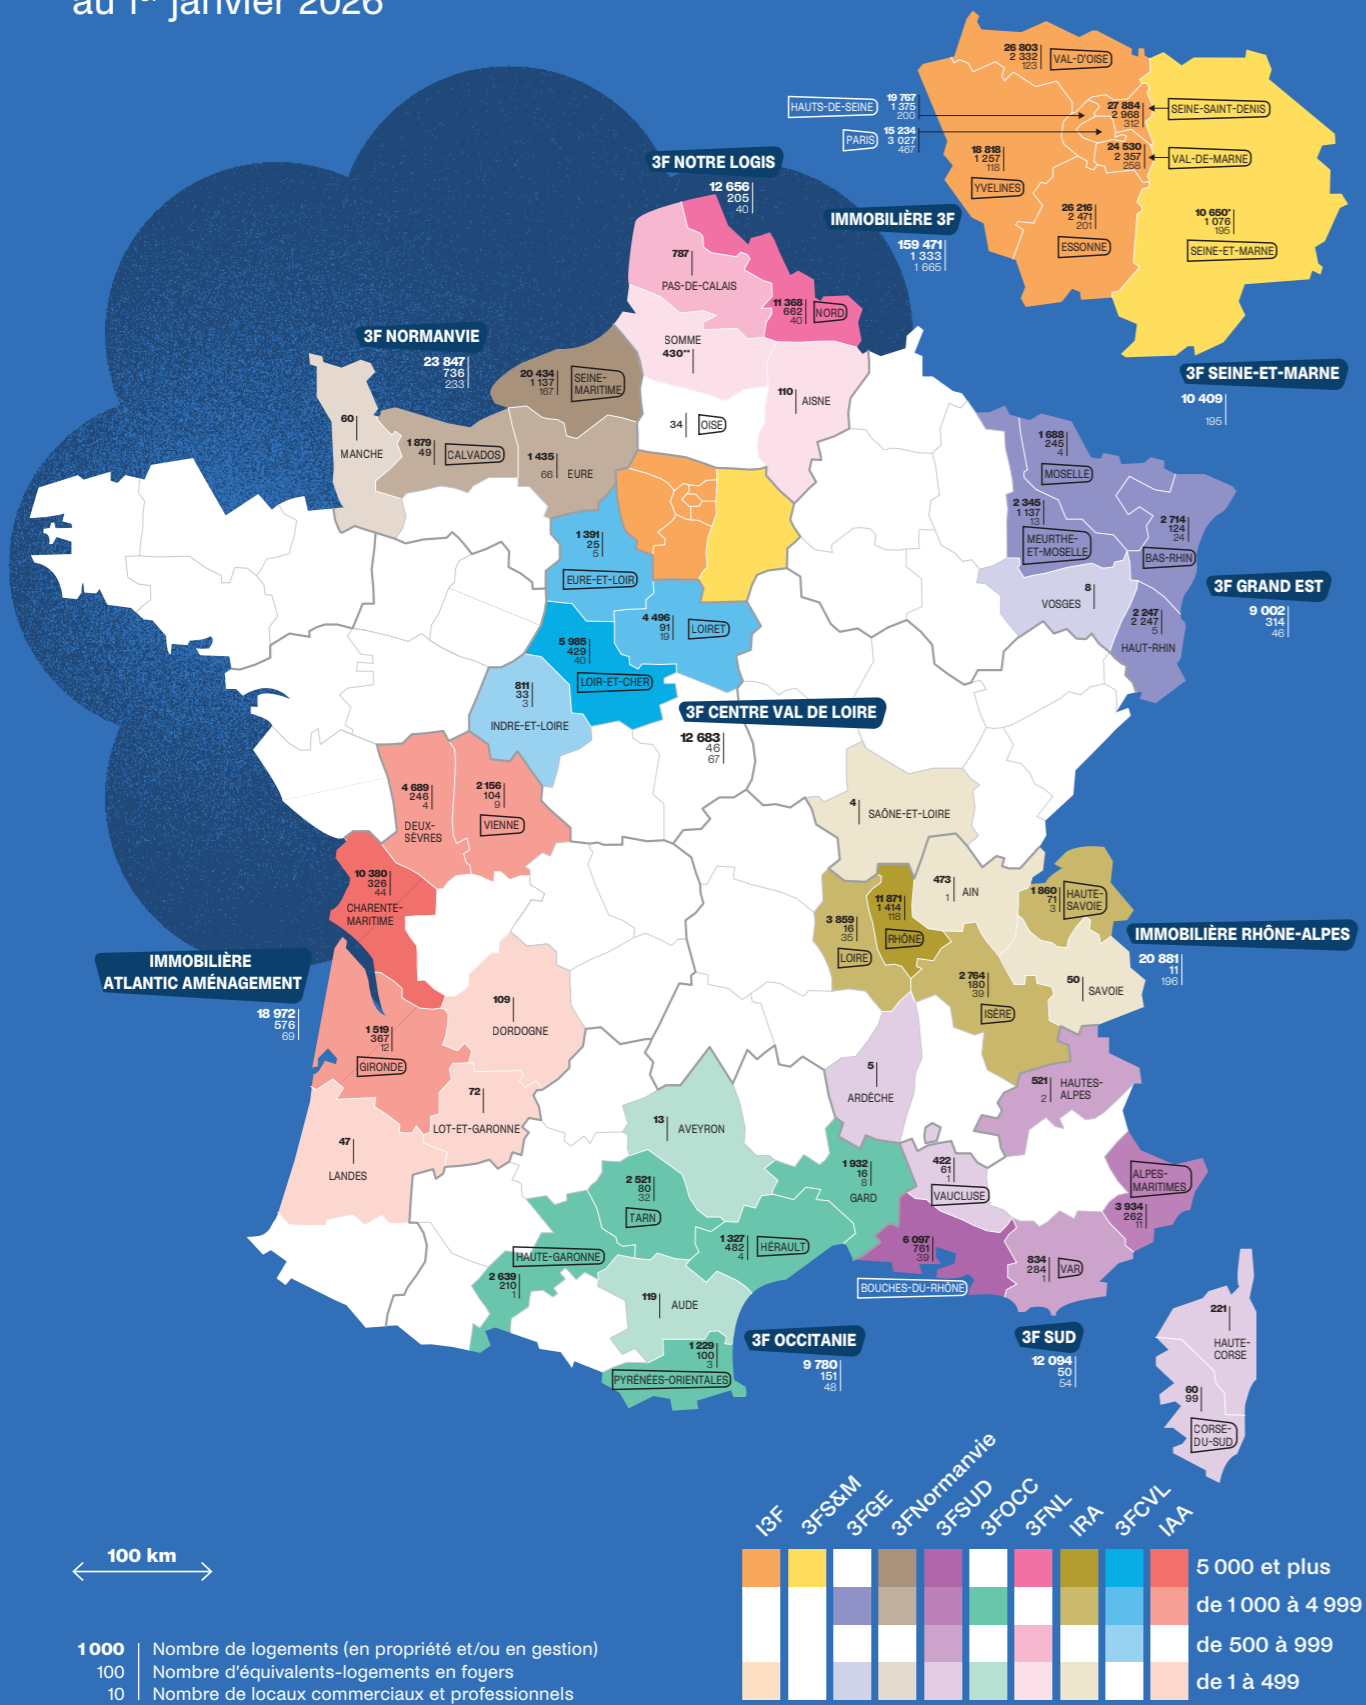 au 1er janvier 2026
26 803
2 332
123
VAL-D'OISE
HAUTS-DE-SEINE
19 767
1 375
200
PARIS
15 234
3 027
467
27 884
2 968
312
SEINE-SAINT-DENIS
24 530
2 357
258
VAL-DE-MARNE
18 818
1 257
118
YVELINES
26 216
2 471
201
ESSONNE
10 650*
1 076
195
SEINE-ET-MARNE
IMMOBILIÈRE 3F
159 471
1 333
1 665
3F SEINE-ET-MARNE
10 409
195
3F NOTRE LOGIS
12 656
205
40
787
PAS-DE-CALAIS
11 368
662
40
NORD
SOMME
430**
110
AISNE
34
OISE
3F NORMANVIE
23 847
736
233
20 434
1 137
167
SEINE-
MARITIME
60
MANCHE
1 879
49
CALVADOS
1 435
66
EURE
1 688
245
4
MOSELLE
2 345
1 137
13
MEURTHE-
ET-MOSELLE
2 714
124
24
BAS-RHIN
8
VOSGES
2 247
2 247
5
HAUT-RHIN
3F GRAND EST
9 002
314
46
1 391
25
5
EURE-ET-LOIR
4 496
91
19
LOIRET
5 985
429
40
LOIR-ET-CHER
811
33
3
INDRE-ET-LOIRE
3F CENTRE VAL DE LOIRE
12 683
46
67
4 689
246
4
DEUX-
SÈVRES
2 156
104
9
VIENNE
10 380
326
44
CHARENTE-
MARITIME
IMMOBILIÈRE
ATLANTIC AMÉNAGEMENT
18 972
576
69
109
DORDOGNE
1 519
367
12
GIRONDE
72
LOT-ET-GARONNE
47
LANDES
4
SAÔNE-ET-LOIRE
473
1
AIN
11 871
1 414
118
RHÔNE
3 859
16
35
LOIRE
1 860
71
3
HAUTE-
SAVOIE
50
SAVOIE
2 764
180
39
ISÈRE
IMMOBILIÈRE RHÔNE-ALPES
20 881
11
196
5
ARDÈCHE
521
2
HAUTES-
ALPES
13
AVEYRON
2 521
80
32
TARN
1 932
16
8
GARD
422
61
1
VAUCLUSE
ALPES-
MARITIMES
3 934
262
11
1 327
482
4
HÉRAULT
HAUTE-GARONNE
2 639
210
1
6 097
761
39
BOUCHES-DU-RHÔNE
834
284
1
VAR
119
AUDE
1 229
100
3
PYRÉNÉES-ORIENTALES
3F OCCITANIE
9 780
151
48
3F SUD
12 094
50
54
221
HAUTE-
CORSE
60
99
CORSE-
DU-SUD
I3F
3FS&M
3FGE
3FNormanvie
3FSUD
3FOCC
3FNL
IRA
3FCVL
IAA
5 000 et plus
de 1 000 à 4 999
de 500 à 999
de 1 à 499
100 km
1 000 Nombre de logements (en propriété et/ou en gestion)
100 Nombre d'équivalents-logements en foyers
10 Nombre de locaux commerciaux et professionnels